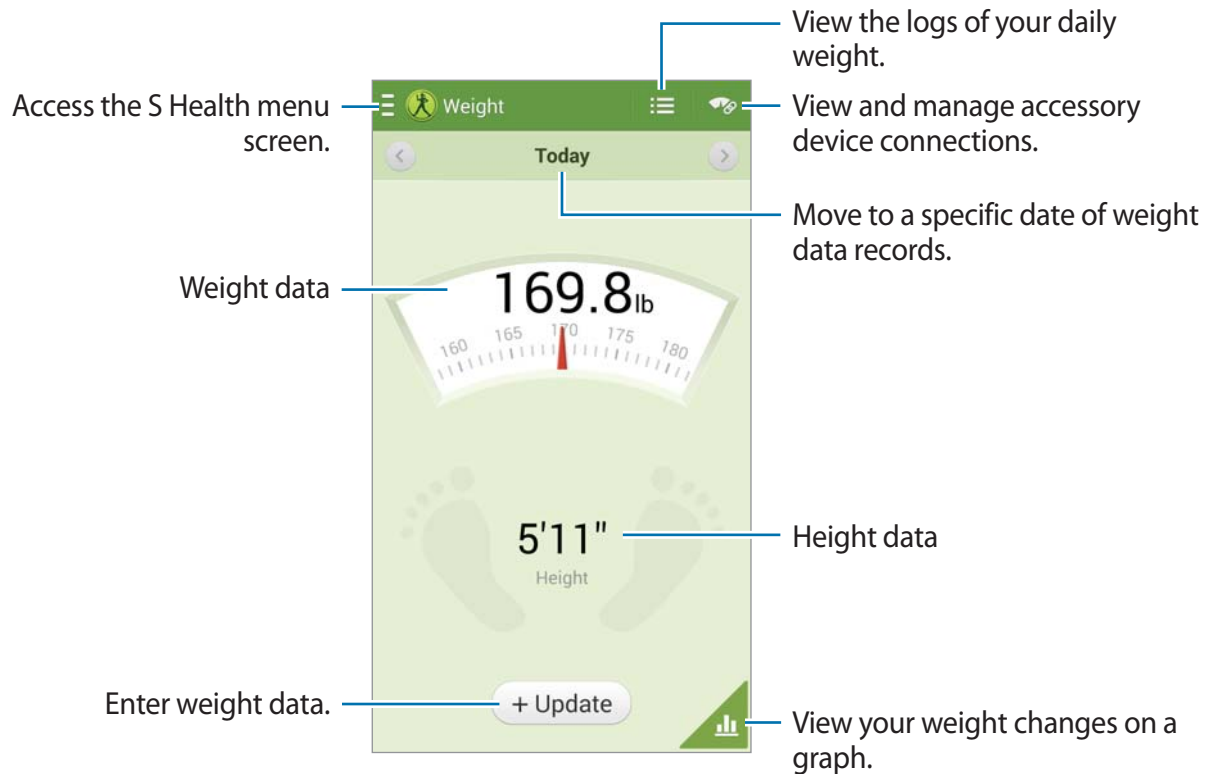 View the logs of your daily
weight.
Access the S Health menu
screen.
Weight
View and manage accessory
device connections.
Today
Move to a specific date of weight
data records.
Weight data
169.8lb
160 165 170 175 180
5'11"
Height
Height data
Enter weight data.
+ Update
View your weight changes on a
graph.